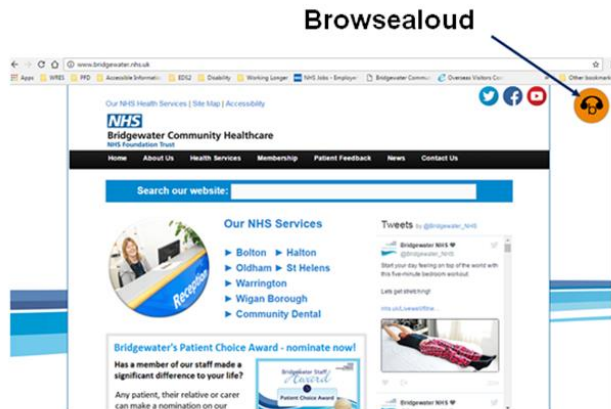 Browsealoud
www.bridgewater.nhs.uk
Apps WRES PPD Accessible Informatio EDS2 Disability Working Longer NHS Jobs - Employer Bridgewater Commun Overseas Visitors Co Other bookmark
Our NHS Health Services | Site Map | Accessibility
NHS
Bridgewater Community Healthcare
NHS Foundation Trust
Home About Us Health Services Membership Patient Feedback News Contact Us
Search our website:
Our NHS Services
Bolton Halton
Oldham St Helens
Warrington
Wigan Borough
Community Dental
Reception
Tweets by @Bridgewater_NHS
Bridgewater NHS
@Bridgewater_NHS
Start your day feeling on top of the world with
this five-minute bedroom workout
Lets get stretching!
Bridgewater's Patient Choice Award - nominate now!
Has a member of our staff made a
significant difference to your life?
Any patient, their relative or carer
can make a nomination on our
Bridgewater Staff
Award
Patient Choice Award
Bridgewater NHS